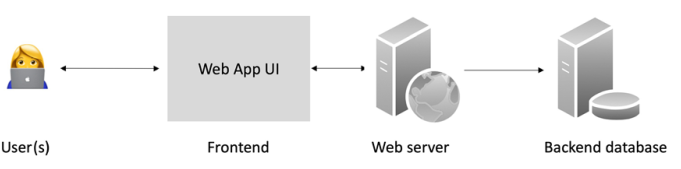 Web App UI
User(s)
Frontend
Web server
Backend database